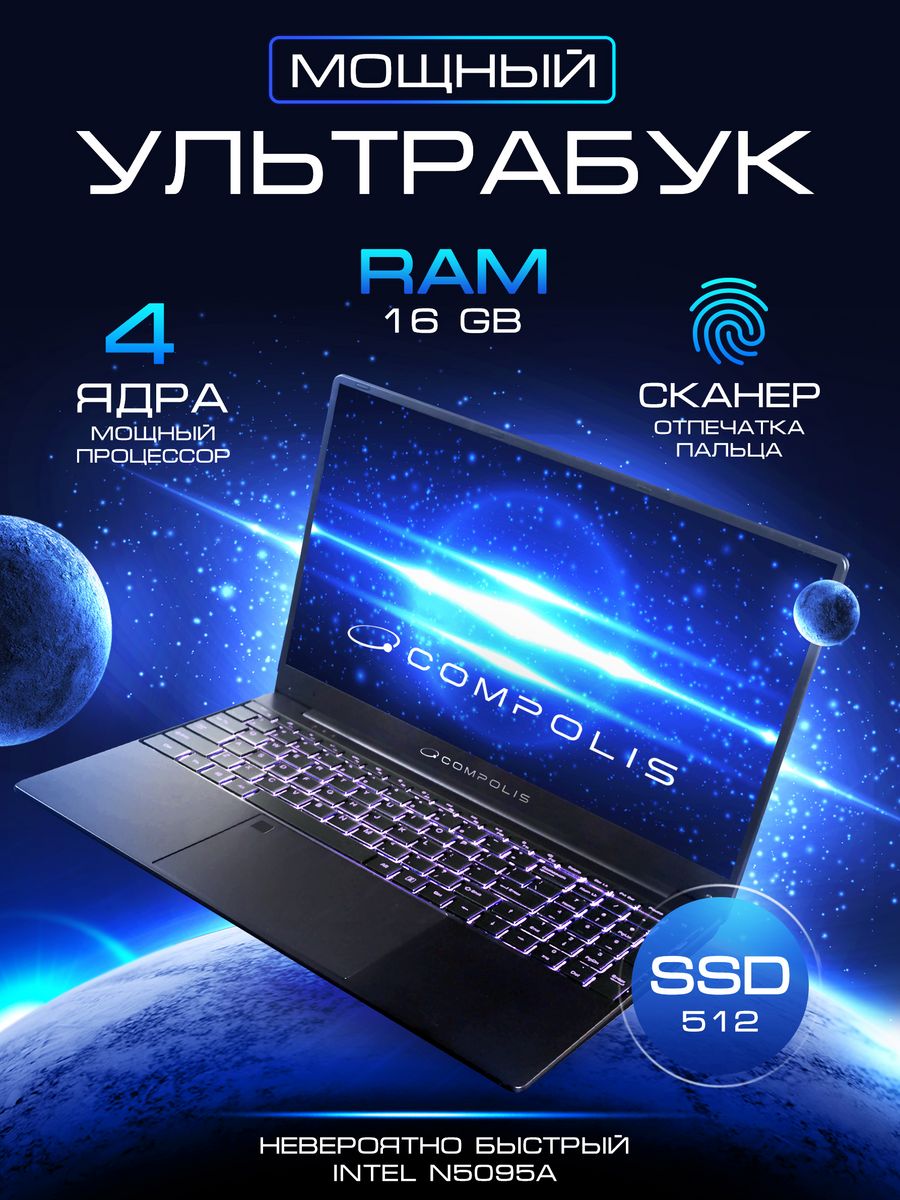 МОЩНЫЙ
УЛЬТРАБУК
RAM
16 GB
4
ЯДРА
МОЩНЫЙ
ПРОЦЕССОР
СКАНЕР
ОТПЕЧАТКА
ПАЛЬЦА
COMPOLIS
COMPOLIS
SSD
512
НЕВЕРОЯТНО БЫСТРЫЙ
INTEL N5095A